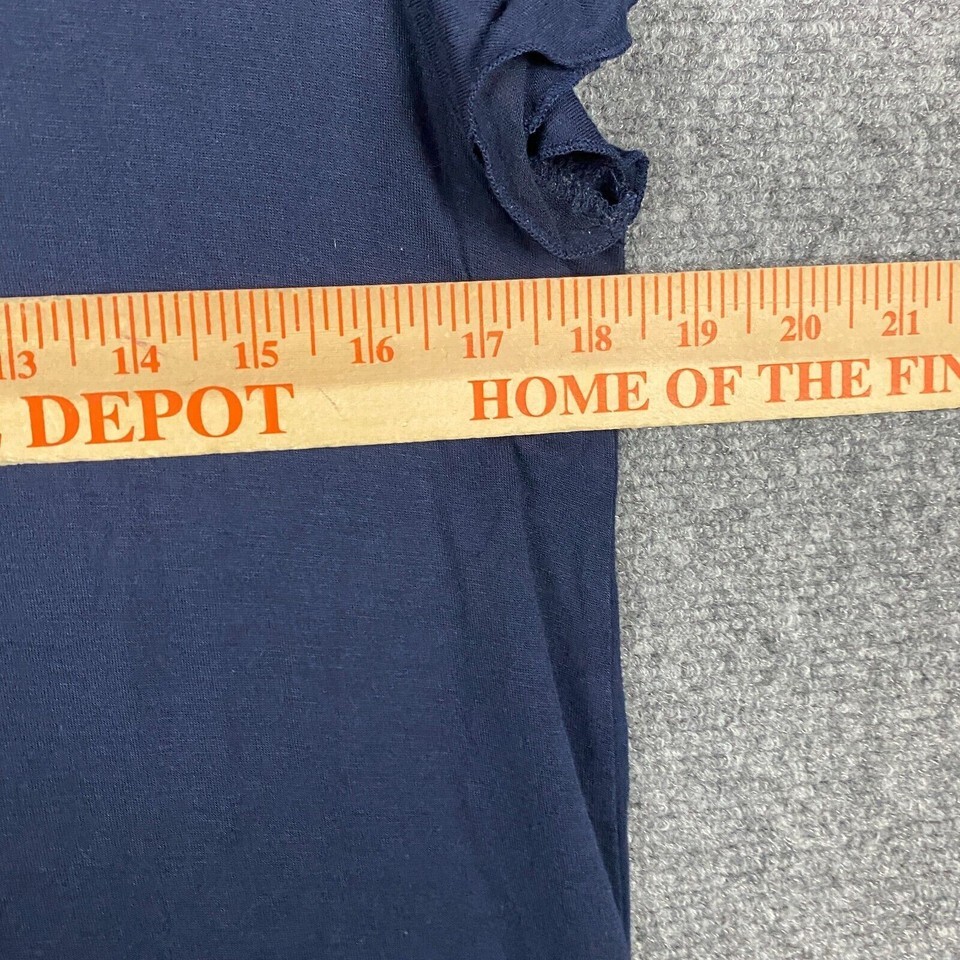 13 14 15 16 17 18 19 20 21
DEPOT HOME OF THE FIN